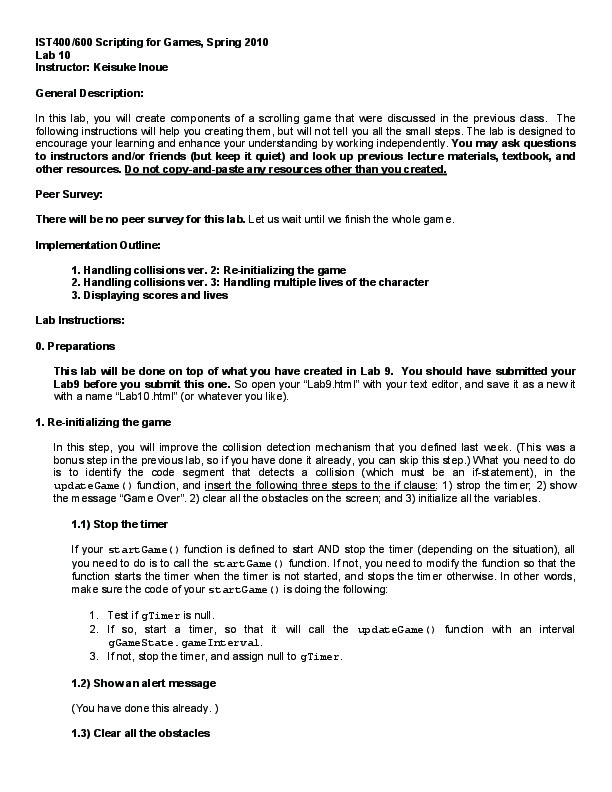 IST400/600 Scripting for Games, Spring 2010
Lab 10
Instructor: Keisuke Inoue
General Description:
In this lab, you will create components of a scrolling game that were discussed in the previous class. The
following instructions will help you creating them, but will not tell you all the small steps. The lab is designed to
encourage your learning and enhance your understanding by working independently. You may ask questions
to instructors and/or friends (but keep it quiet) and look up previous lecture materials, textbook, and
other resources. Do not copy-and-paste any resources other than you created.
Peer Survey:
There will be no peer survey for this lab. Let us wait until we finish the whole game.
Implementation Outline:
1. Handling collisions ver. 2: Re-initializing the game
2. Handling collisions ver. 3: Handling multiple lives of the character
3. Displaying scores and lives
Lab Instructions:
0. Preparations
This lab will be done on top of what you have created in Lab 9. You should have submitted your
Lab9 before you submit this one. So open your “Lab9.html” with your text editor, and save it as a new it
with a name “Lab10.html” (or whatever you like).
1. Re-initializing the game
In this step, you will improve the collision detection mechanism that you defined last week. (This was a
bonus step in the previous lab, so if you have done it already, you can skip this step.) What you need to do
is to identify the code segment that detects a collision (which must be an if-statement), in the
updateGame() function, and insert the following three steps to the if clause: 1) strop the timer; 2) show
the message “Game Over”. 2) clear all the obstacles on the screen; and 3) initialize all the variables.
1.1) Stop the timer
If your startGame() function is defined to start AND stop the timer (depending on the situation), all
you need to do is to call the startGame() function. If not, you need to modify the function so that the
function starts the timer when the timer is not started, and stops the timer otherwise. In other words,
make sure the code of your startGame() is doing the following:
1. Test if gTimer is null.
2. If so, start a timer, so that it will call the updateGame() function with an interval
gGameState.gameInterval.
3. If not, stop the timer, and assign null to gTimer.
1.2) Show an alert message
(You have done this already. )
1.3) Clear all the obstacles